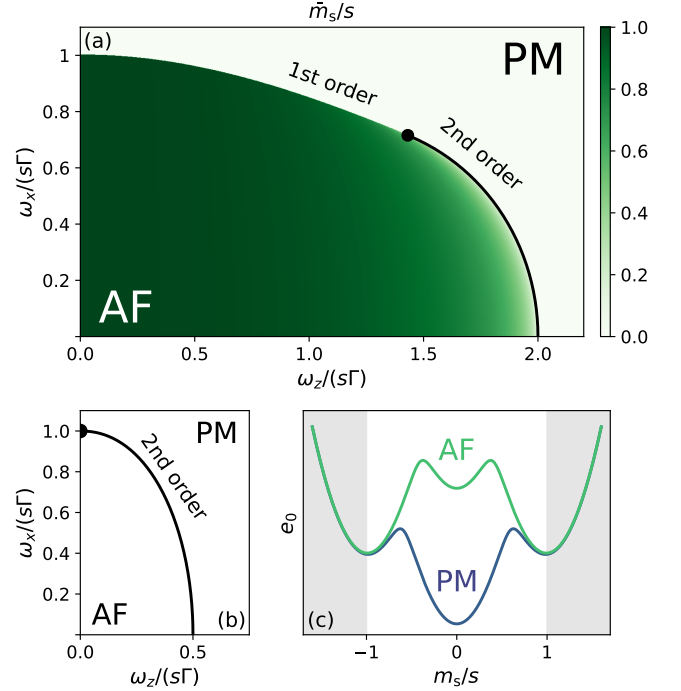 m̄ₛ/s
(a)
PM
1st order
2nd order
AF
1
0.8
0.6
0.4
0.2
ωₓ/(sΓ)
0.0
0.5
1.0
1.5
2.0
ω_z/(sΓ)
1.0
0.8
0.6
0.4
0.2
0.0
PM
2nd order
AF
(b)
1.0
0.8
0.6
0.4
0.2
ωₓ/(sΓ)
0.0
0.5
ω_z/(sΓ)
AF
PM
(c)
e₀
−1
0
1
mₛ/s